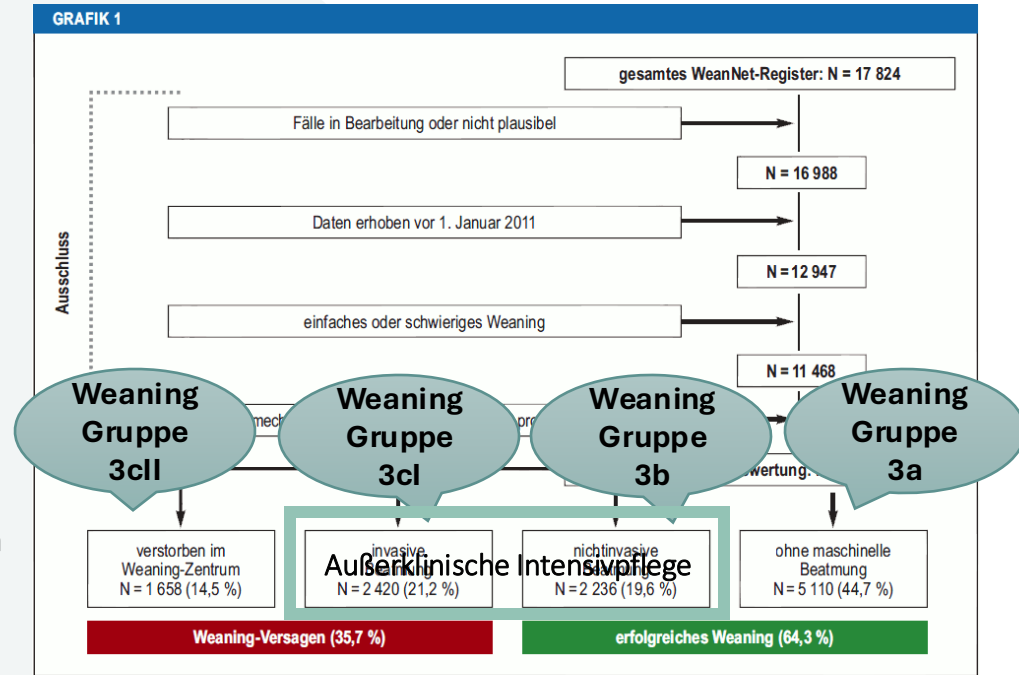 GRAFIK 1
gesamtes WeanNet-Register: N = 17 824
Fälle in Bearbeitung oder nicht plausibel
N = 16 988
Daten erhoben vor 1. Januar 2011
N = 12 947
Ausschluss
einfaches oder schwieriges Weaning
N = 11 468
Weaning
Gruppe
3cII
Weaning
Gruppe
3cI
Weaning
Gruppe
3b
Weaning
Gruppe
3a
verstorben im
Weaning-Zentrum
N = 1 658 (14,5 %)
invasive
Beatmung
N = 2 420 (21,2 %)
nichtinvasive
Beatmung
N = 2 236 (19,6 %)
ohne maschinelle
Beatmung
N = 5 110 (44,7 %)
Außerklinische Intensivpflege
Weaning-Versagen (35,7 %)
erfolgreiches Weaning (64,3 %)